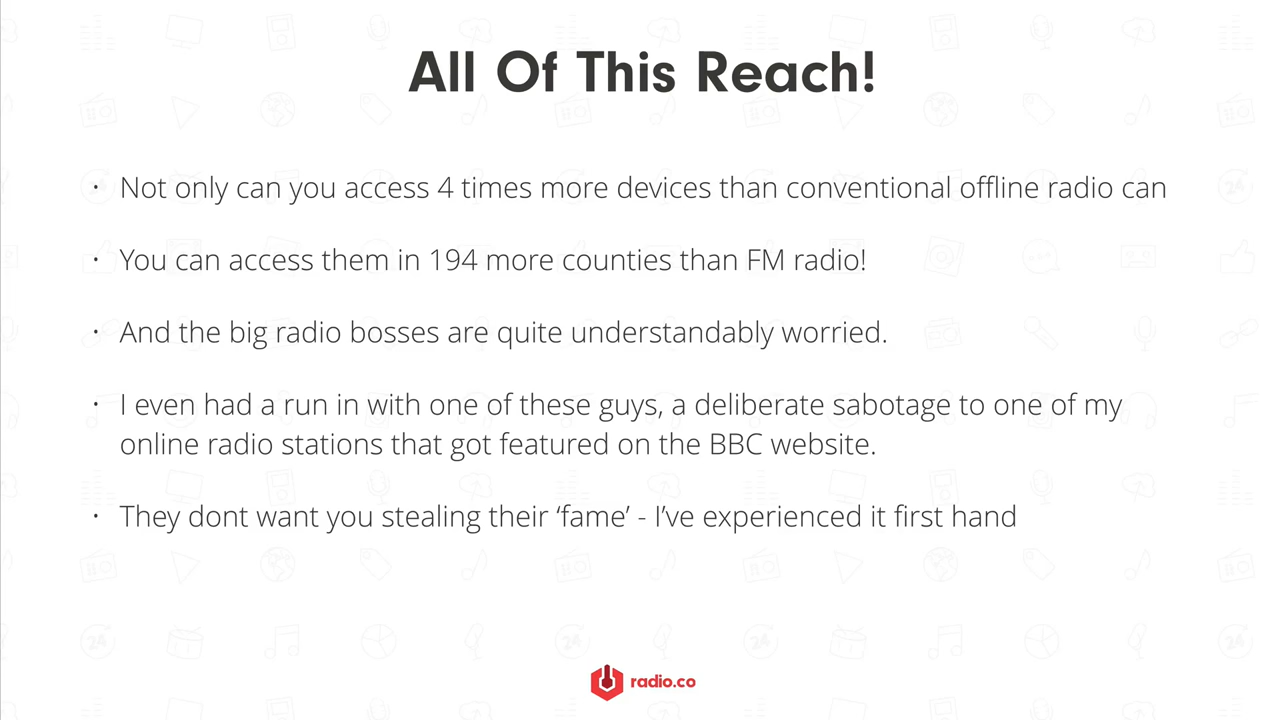 All Of This Reach!
· Not only can you access 4 times more devices than conventional offline radio can
· You can access them in 194 more counties than FM radio!
· And the big radio bosses are quite understandably worried.
· I even had a run in with one of these guys, a deliberate sabotage to one of my
online radio stations that got featured on the BBC website.
· They dont want you stealing their ‘fame’ - I’ve experienced it first hand
radio.co